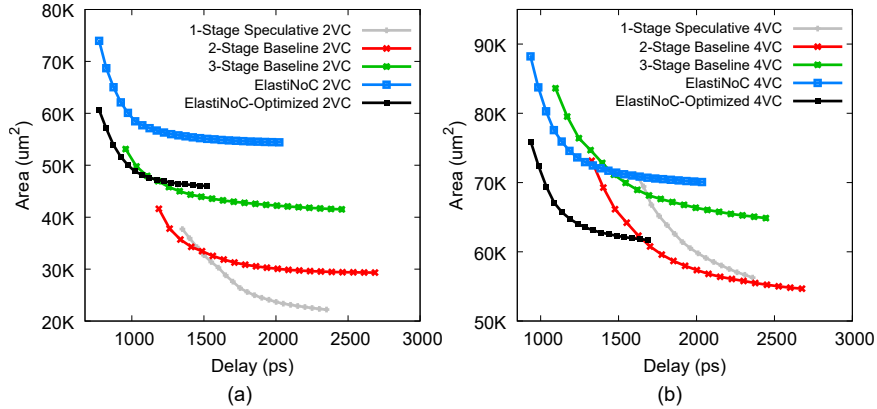 80K
70K
60K
50K
40K
30K
20K
Area (um²)
1-Stage Speculative 2VC
2-Stage Baseline 2VC
3-Stage Baseline 2VC
ElastiNoC 2VC
ElastiNoC-Optimized 2VC
1000 1500 2000 2500 3000
Delay (ps)
(a)
90K
80K
70K
60K
50K
Area (um²)
1-Stage Speculative 4VC
2-Stage Baseline 4VC
3-Stage Baseline 4VC
ElastiNoC 4VC
ElastiNoC-Optimized 4VC
1000 1500 2000 2500 3000
Delay (ps)
(b)